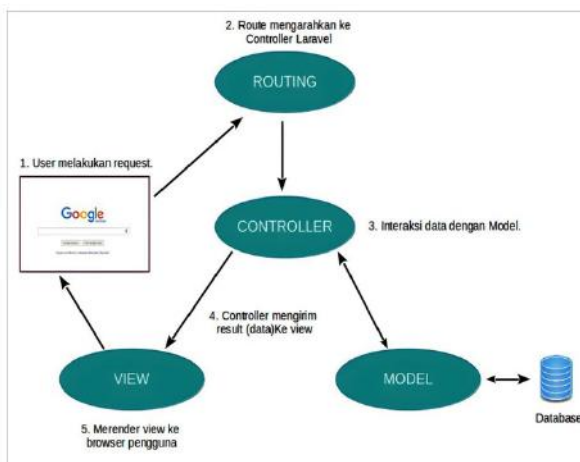 2. Route mengarahkan ke
Controller Laravel
ROUTING
1. User melakukan request.
Google
CONTROLLER
3. Interaksi data dengan Model.
4. Controller mengirim
result (data)Ke view
VIEW
MODEL
Database
5. Merender view ke
browser pengguna